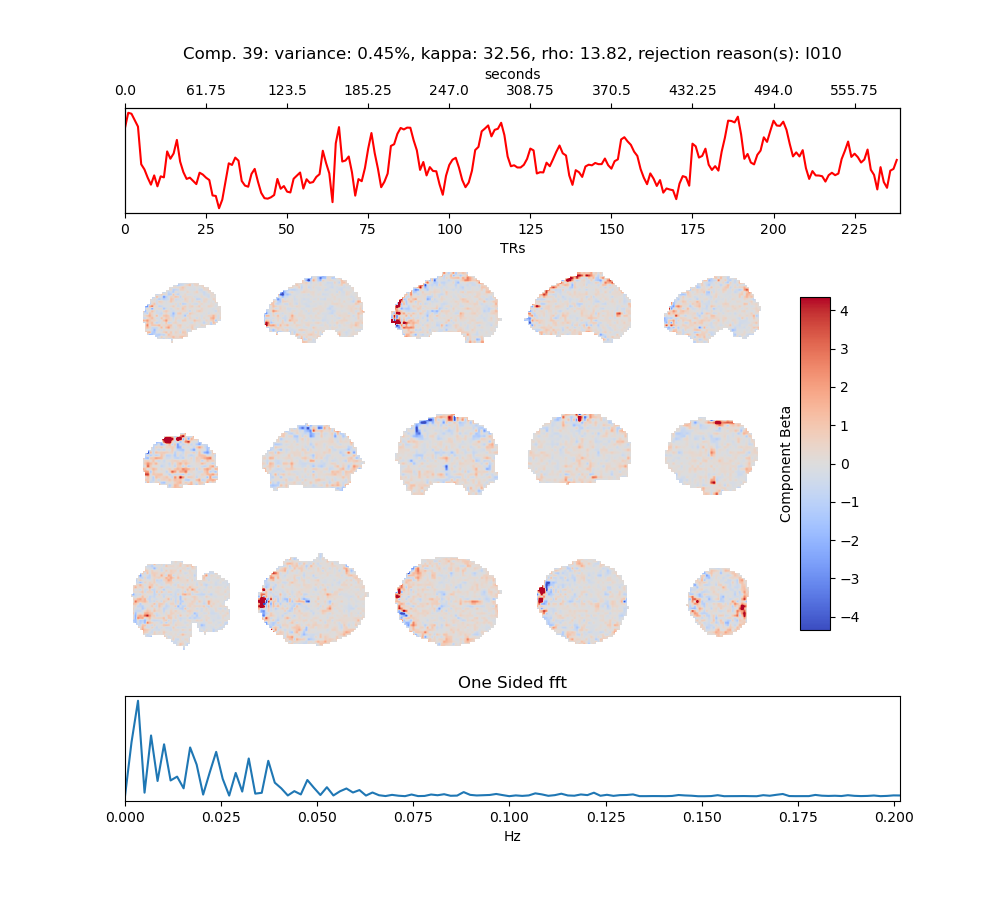 Comp. 39: variance: 0.45%, kappa: 32.56, rho: 13.82, rejection reason(s): I010
seconds
0.0 61.75 123.5 185.25 247.0 308.75 370.5 432.25 494.0 555.75
0 25 50 75 100 125 150 175 200 225
TRs
4
3
2
1
0
−1
−2
−3
−4
Component Beta
One Sided fft
0.000 0.025 0.050 0.075 0.100 0.125 0.150 0.175 0.200
Hz